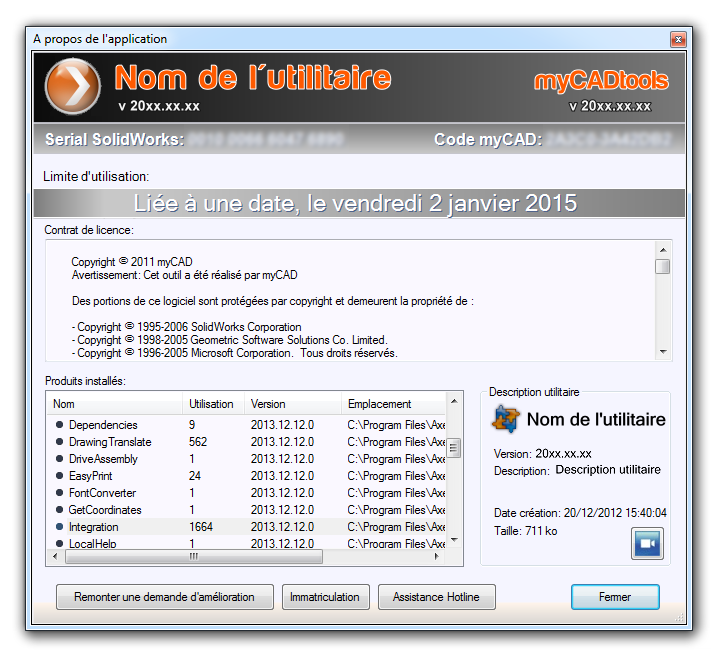 A propos de l'application
Nom de l´utilitaire
v 20xx.xx.xx
myCADtools
v 20xx.xx.xx
Serial SolidWorks:
Code myCAD:
Limite d'utilisation:
Liée à une date, le vendredi 2 janvier 2015
Contrat de licence:
Copyright © 2011 myCAD
Avertissement: Cet outil a été réalisé par myCAD
Des portions de ce logiciel sont protégées par copyright et demeurent la propriété de :
- Copyright © 1995-2006 SolidWorks Corporation
- Copyright © 1998-2005 Geometric Software Solutions Co. Limited.
- Copyright © 1996-2005 Microsoft Corporation. Tous droits réservés.
Produits installés:
Nom Utilisation Version Emplacement
Dependencies 9 2013.12.12.0 C:\Program Files\Axe
DrawingTranslate 562 2013.12.12.0 C:\Program Files\Axe
DriveAssembly 1 2013.12.12.0 C:\Program Files\Axe
EasyPrint 24 2013.12.12.0 C:\Program Files\Axe
FontConverter 1 2013.12.12.0 C:\Program Files\Axe
GetCoordinates 1 2013.12.12.0 C:\Program Files\Axe
Integration 1664 2013.12.12.0 C:\Program Files\Axe
LocalHelp 1 2013.12.12.0 C:\Program Files\Axe
Description utilitaire
Nom de l'utilitaire
Version: 20xx.xx.xx
Description: Description utilitaire
Date création: 20/12/2012 15:40:04
Taille: 711 ko
Remonter une demande d'amélioration
Immatriculation
Assistance Hotline
Fermer